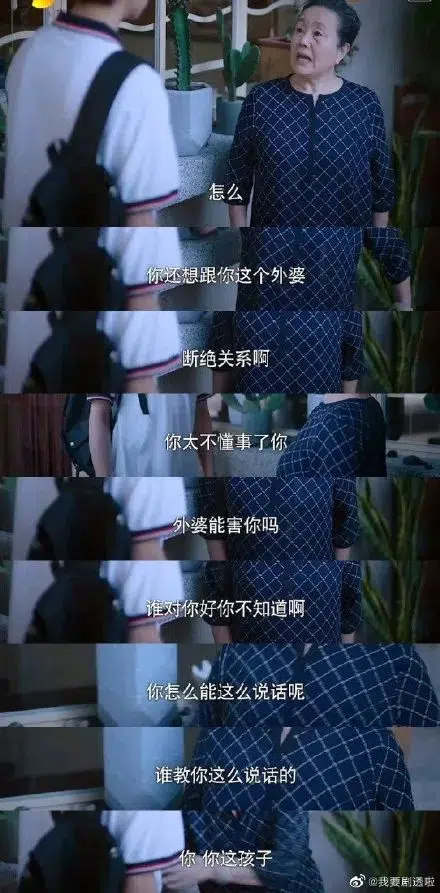 怎么
你还想跟你这个外婆
断绝关系啊
你太不懂事了你
外婆能害你吗
谁对你好你不知道啊
你怎么能这么说话呢
谁教你这么说话的
你 你这孩子
@我要剧透啦